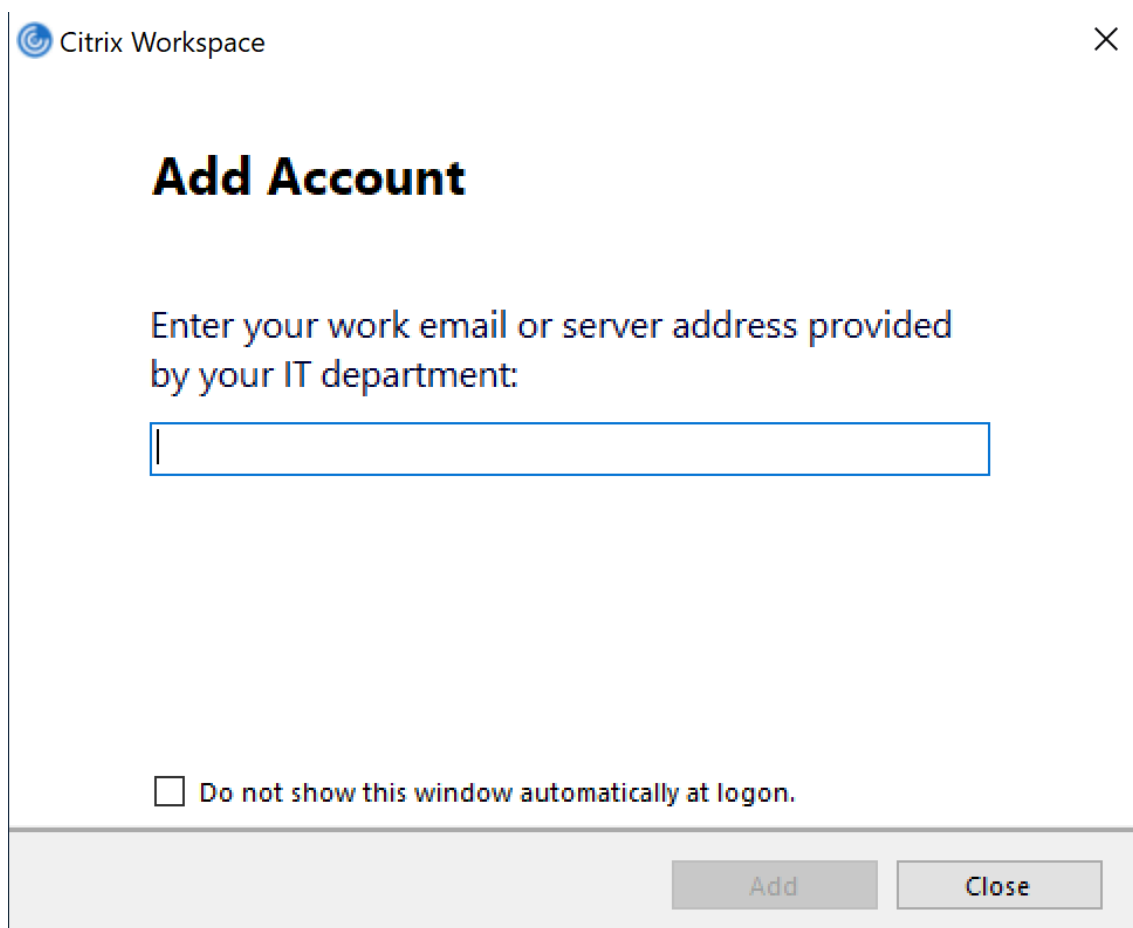 Citrix Workspace
Add Account
Enter your work email or server address provided
by your IT department:
Do not show this window automatically at logon.
Add
Close